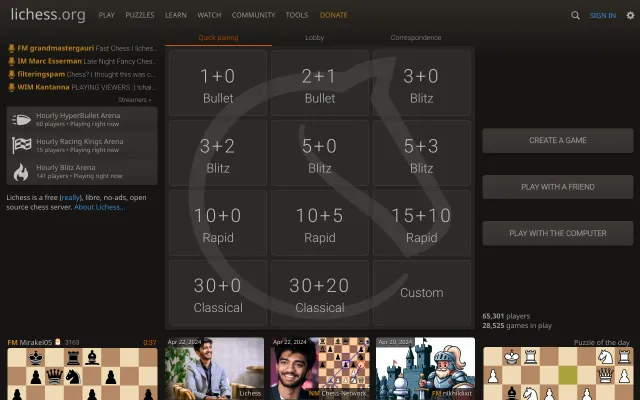 lichess.org
PLAY PUZZLES LEARN WATCH COMMUNITY TOOLS DONATE
SIGN IN
Quick pairing Lobby Correspondence
FM grandmastergauri Fast Chess I liches...
IM Marc Esserman Late Night Fancy Ches...
filteringspam Chess? I thought this was c...
WIM Kantanna PLAYING VIEWERS :) !chal...
Streamers »
Hourly HyperBullet Arena
60 players • Playing right now
Hourly Racing Kings Arena
15 players • Playing right now
Hourly Blitz Arena
141 players • Playing right now
Lichess is a free (really), libre, no-ads, open
source chess server. About Lichess...
1+0
Bullet
2+1
Bullet
3+0
Blitz
3+2
Blitz
5+0
Blitz
5+3
Blitz
10+0
Rapid
10+5
Rapid
15+10
Rapid
30+0
Classical
30+20
Classical
Custom
CREATE A GAME
PLAY WITH A FRIEND
PLAY WITH THE COMPUTER
65,301 players
28,525 games in play
FM Mirakel05 3163 0:37
Apr 22, 2024
Lichess
Apr 22, 2024
NM Chess-Network
Apr 20, 2024
FM nikhildixit
Puzzle of the day